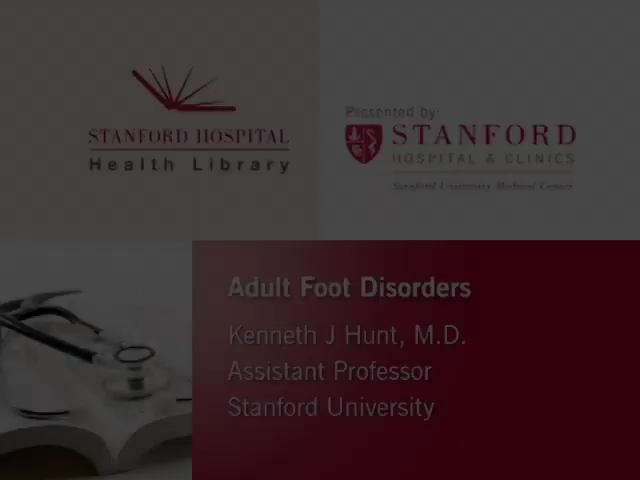 STANFORD HOSPITAL
Health Library
Presented by:
STANFORD
HOSPITAL & CLINICS
Stanford University Medical Center
Adult Foot Disorders
Kenneth J Hunt, M.D.
Assistant Professor
Stanford University